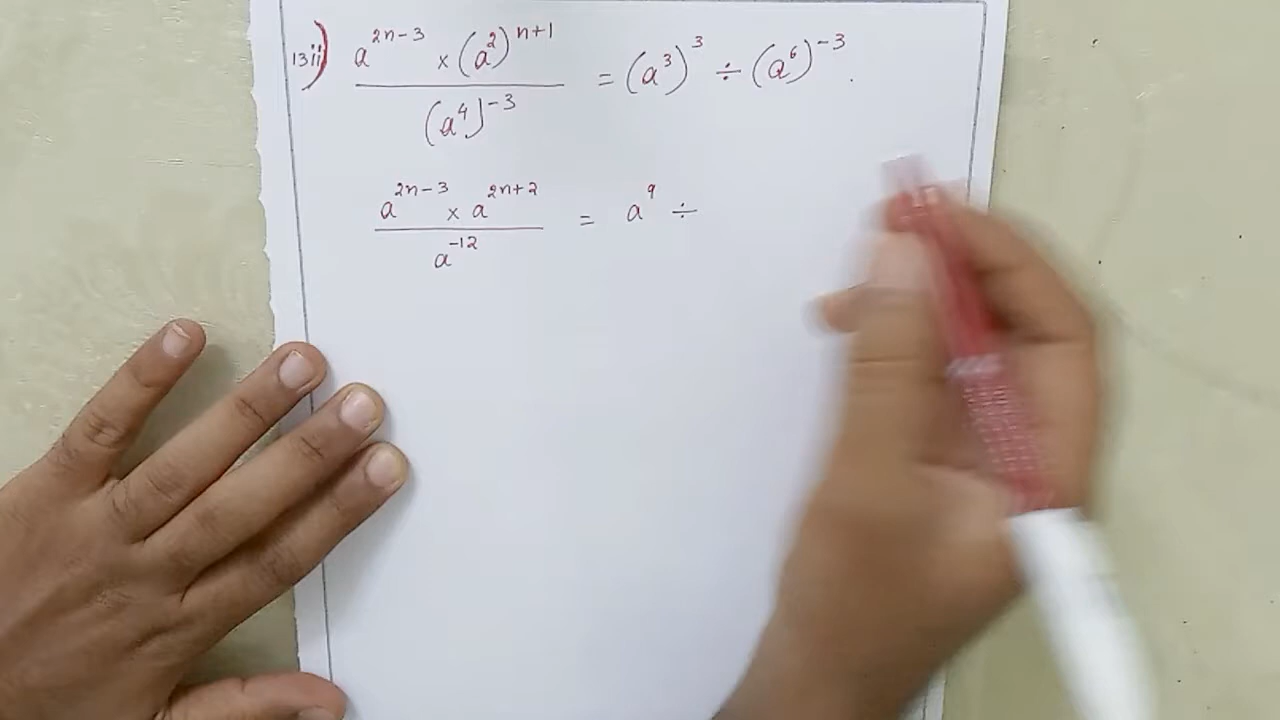 13ii) a^{2n-3} × (a^2)^{n+1} / (a^4)^{-3} = (a^3)^3 ÷ (a^6)^{-3}.
a^{2n-3} × a^{2n+2} / a^{-12} = a^9 ÷